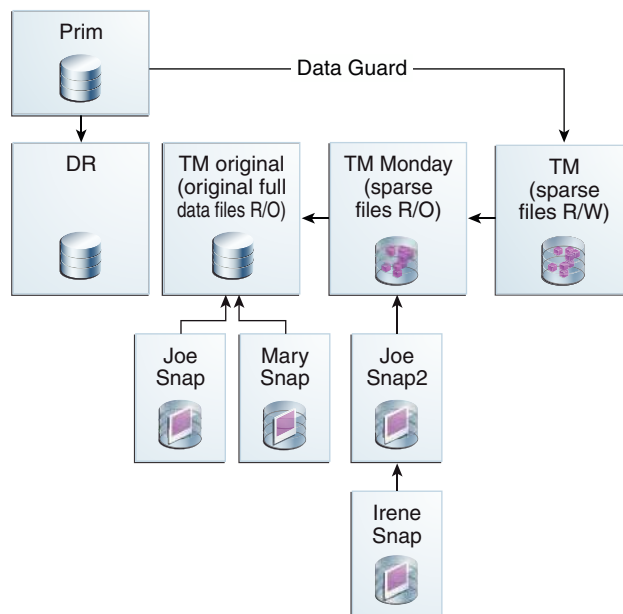 Prim
Data Guard
DR
TM original
(original full
data files R/O)
TM Monday
(sparse
files R/O)
TM
(sparse
files R/W)
Joe
Snap
Mary
Snap
Joe
Snap2
Irene
Snap